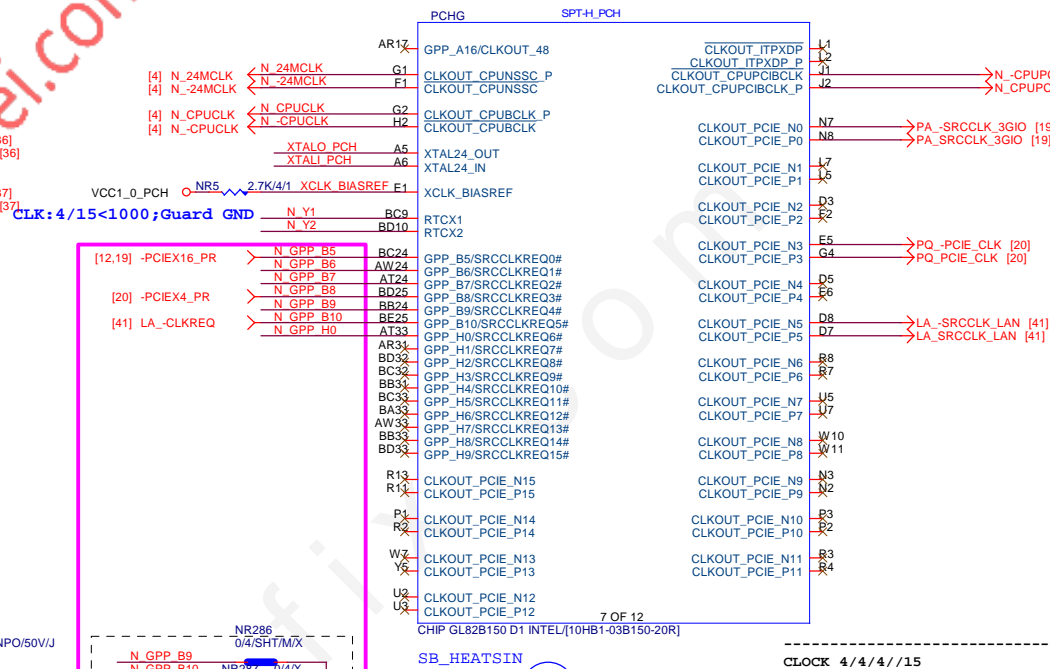 ei.com
PCHG
SPT-H_PCH
AR17 GPP_A16/CLKOUT_48
[4] N_24MCLK N_24MCLK G1 CLKOUT_CPUNSSC_P
[4] N_-24MCLK N_-24MCLK F1 CLKOUT_CPUNSSC
[4] N_CPUCLK N_CPUCLK G2 CLKOUT_CPUBCLK_P
[4] N_-CPUCLK N_-CPUCLK H2 CLKOUT_CPUBCLK
[36]
XTALO_PCH A5 XTAL24_OUT
XTALI_PCH A6 XTAL24_IN
VCC1_0_PCH NR5 2.7K/4/1 XCLK_BIASREF E1 XCLK_BIASREF
[37]
CLK:4/15<1000;Guard GND
N_Y1 BC9 RTCX1
N_Y2 BD10 RTCX2
[12,19] -PCIEX16_PR N_GPP_B5 BC24 GPP_B5/SRCCLKREQ0#
N_GPP_B6 AW24 GPP_B6/SRCCLKREQ1#
N_GPP_B7 AT24 GPP_B7/SRCCLKREQ2#
[20] -PCIEX4_PR N_GPP_B8 BD25 GPP_B8/SRCCLKREQ3#
N_GPP_B9 BB24 GPP_B9/SRCCLKREQ4#
[41] LA_-CLKREQ N_GPP_B10 BE25 GPP_B10/SRCCLKREQ5#
N_GPP_H0 AT33 GPP_H0/SRCCLKREQ6#
AR31 GPP_H1/SRCCLKREQ7#
BD32 GPP_H2/SRCCLKREQ8#
BC32 GPP_H3/SRCCLKREQ9#
BB31 GPP_H4/SRCCLKREQ10#
BC33 GPP_H5/SRCCLKREQ11#
BA33 GPP_H6/SRCCLKREQ12#
AW33 GPP_H7/SRCCLKREQ13#
BB33 GPP_H8/SRCCLKREQ14#
BD33 GPP_H9/SRCCLKREQ15#
R13 CLKOUT_PCIE_N15
R11 CLKOUT_PCIE_P15
P1 CLKOUT_PCIE_N14
R2 CLKOUT_PCIE_P14
W7 CLKOUT_PCIE_N13
Y5 CLKOUT_PCIE_P13
U2 CLKOUT_PCIE_N12
U3 CLKOUT_PCIE_P12
CLKOUT_ITPXDP L1
CLKOUT_ITPXDP_P L2
CLKOUT_CPUPCIBCLK J1 N_-CPUPC
CLKOUT_CPUPCIBCLK_P J2 N_CPUPC
CLKOUT_PCIE_N0 N7 PA_-SRCCLK_3GIO [19]
CLKOUT_PCIE_P0 N8 PA_SRCCLK_3GIO [19]
CLKOUT_PCIE_N1 L7
CLKOUT_PCIE_P1 L5
CLKOUT_PCIE_N2 D3
CLKOUT_PCIE_P2 F2
CLKOUT_PCIE_N3 E5 PQ_-PCIE_CLK [20]
CLKOUT_PCIE_P3 G4 PQ_PCIE_CLK [20]
CLKOUT_PCIE_N4 D5
CLKOUT_PCIE_P4 E6
CLKOUT_PCIE_N5 D8 LA_-SRCCLK_LAN [41]
CLKOUT_PCIE_P5 D7 LA_SRCCLK_LAN [41]
CLKOUT_PCIE_N6 R8
CLKOUT_PCIE_P6 R7
CLKOUT_PCIE_N7 U5
CLKOUT_PCIE_P7 U7
CLKOUT_PCIE_N8 W10
CLKOUT_PCIE_P8 W11
CLKOUT_PCIE_N9 N3
CLKOUT_PCIE_P9 N2
CLKOUT_PCIE_N10 P3
CLKOUT_PCIE_P10 P2
CLKOUT_PCIE_N11 R3
CLKOUT_PCIE_P11 R4
7 OF 12
CHIP GL82B150 D1 INTEL/[10HB1-03B150-20R]
NPO/50V/J
NR286
0/4/SHT/M/X
N_GPP_B9
N_GPP_B10
SB_HEATSIN
CLOCK 4/4/4//15